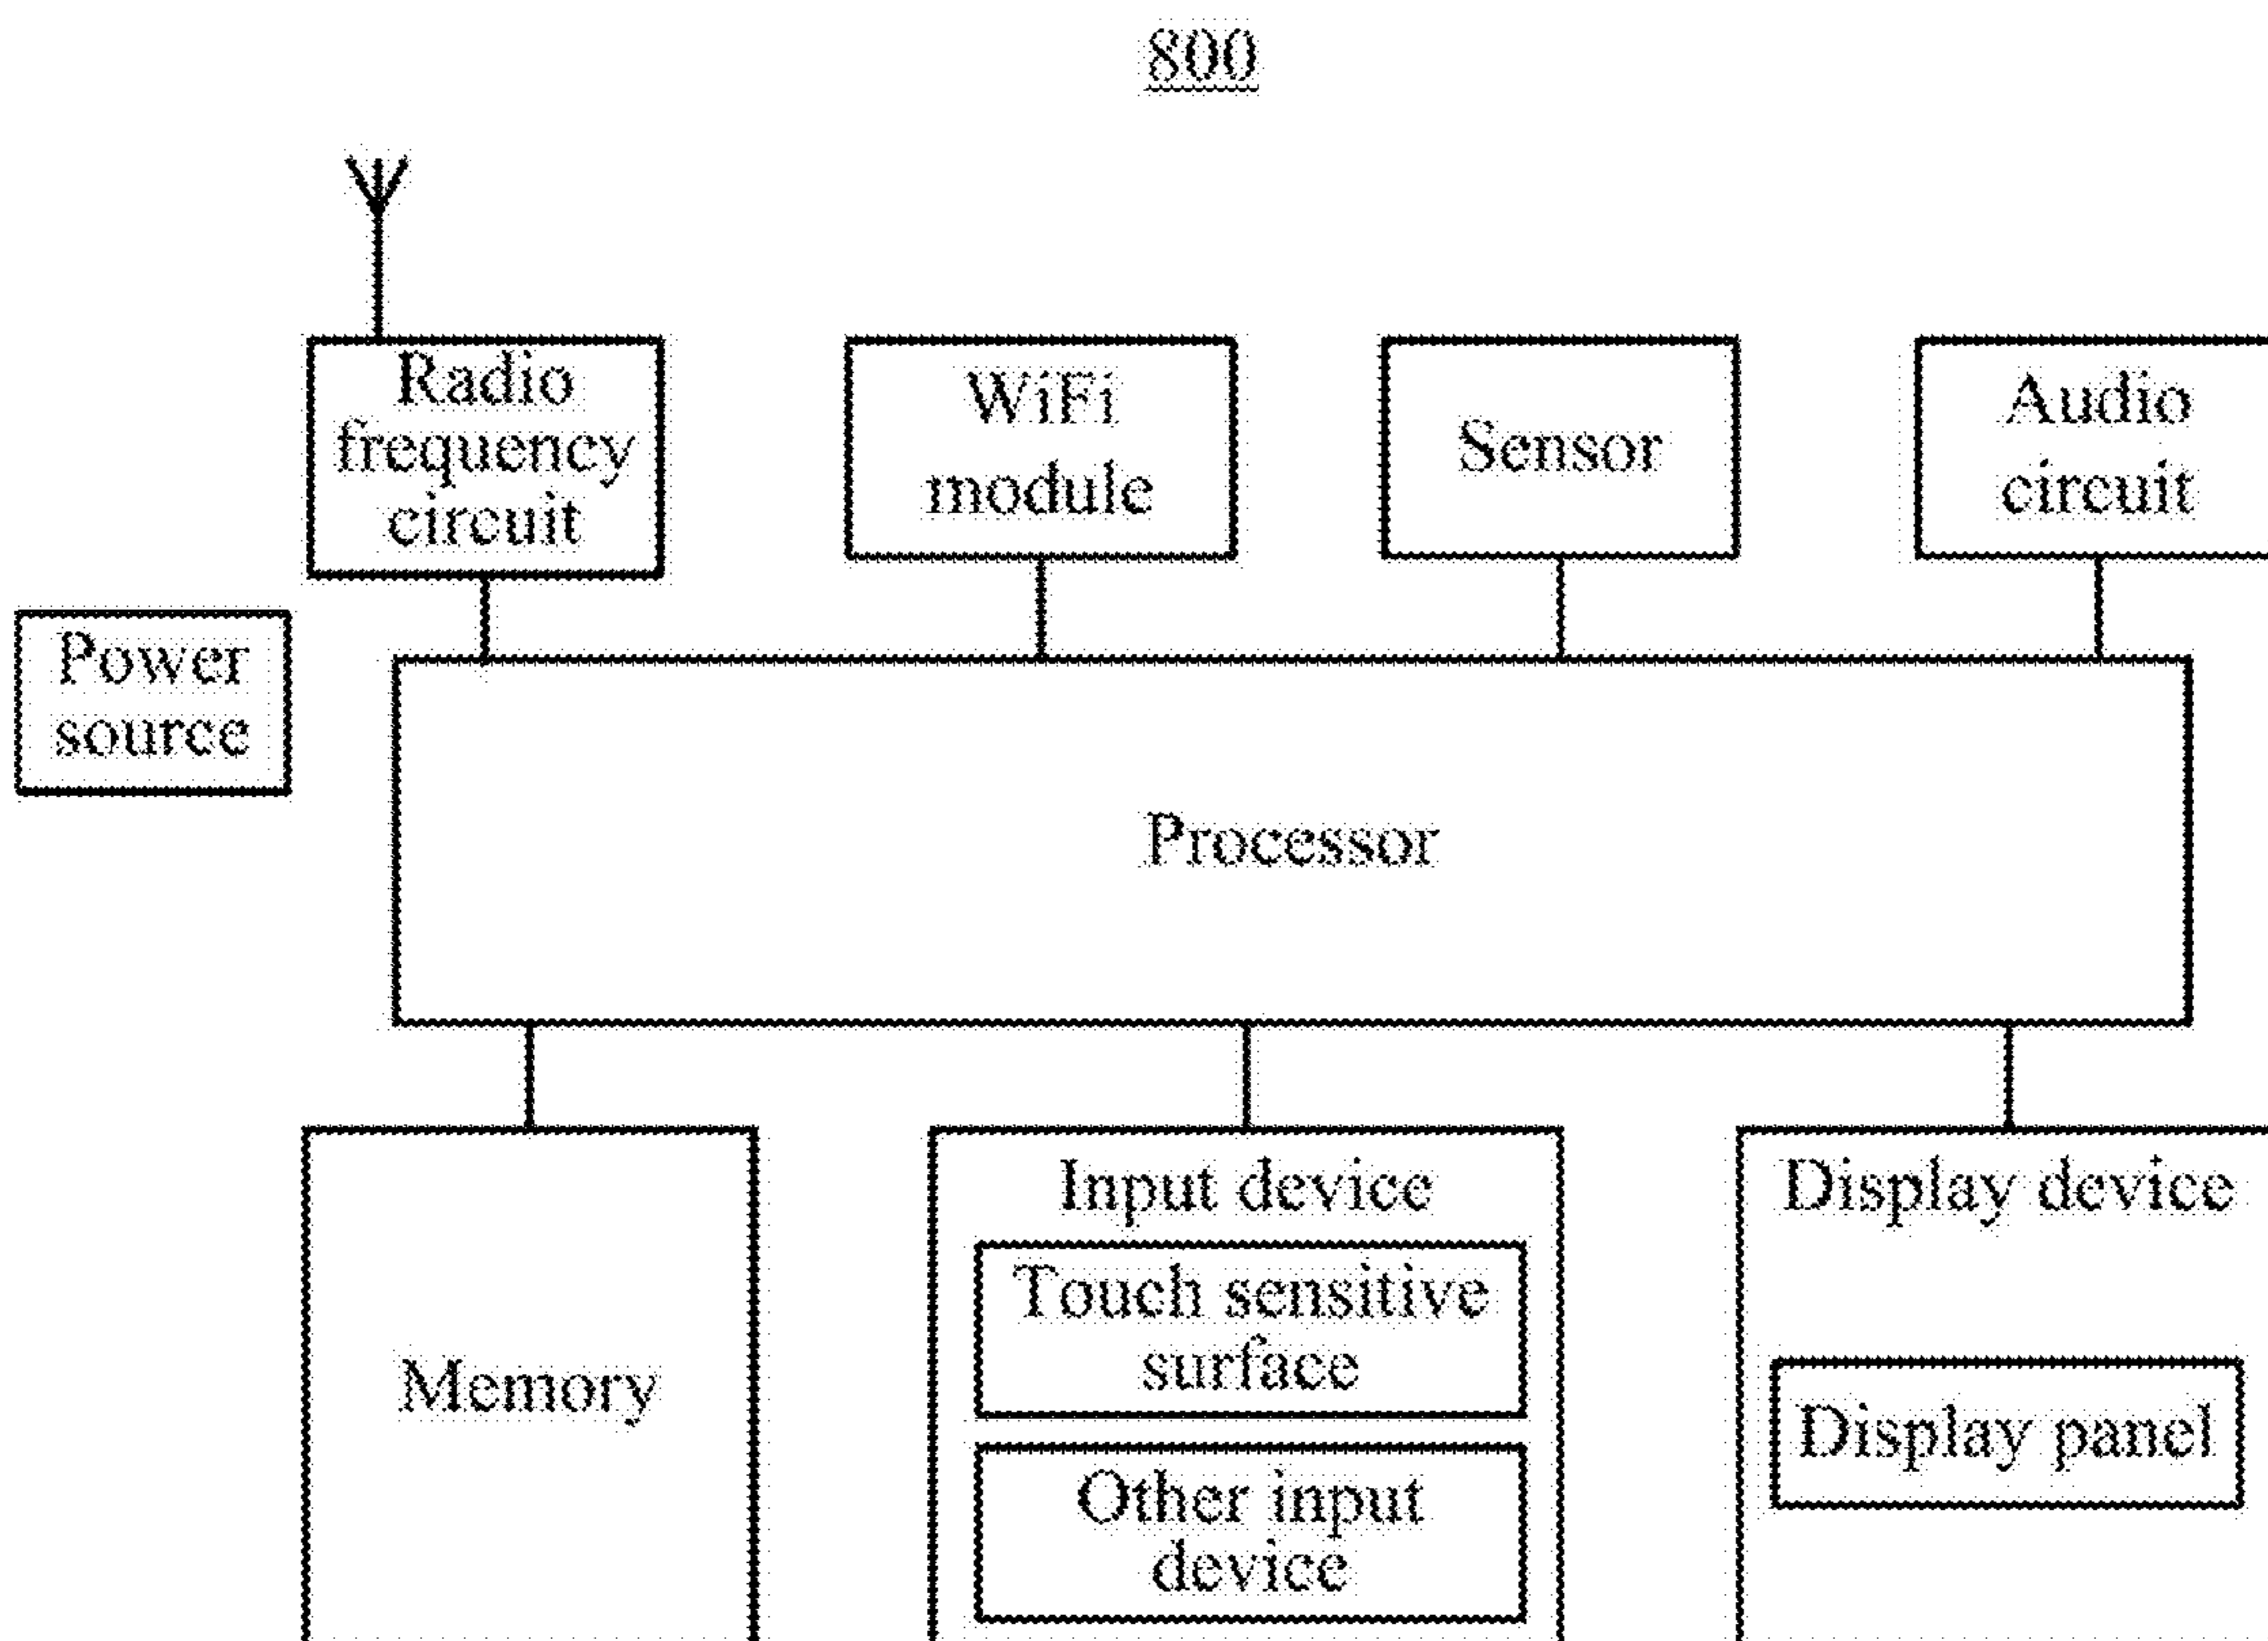 800
Radio
frequency
circuit
WiFi
module
Sensor
Audio
circuit
Power
source
Processor
Memory
Input device
Touch sensitive
surface
Other input
device
Display device
Display panel